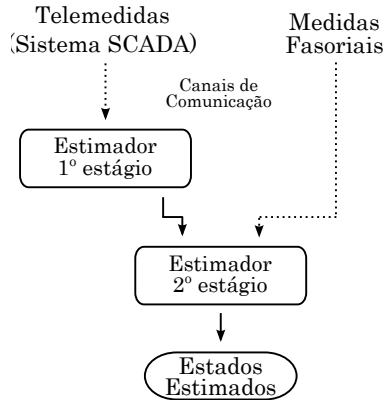 Telemedidas
(Sistema SCADA)
Medidas
Fasoriais
Canais de
Comunicação
Estimador
1º estágio
Estimador
2º estágio
Estados
Estimados